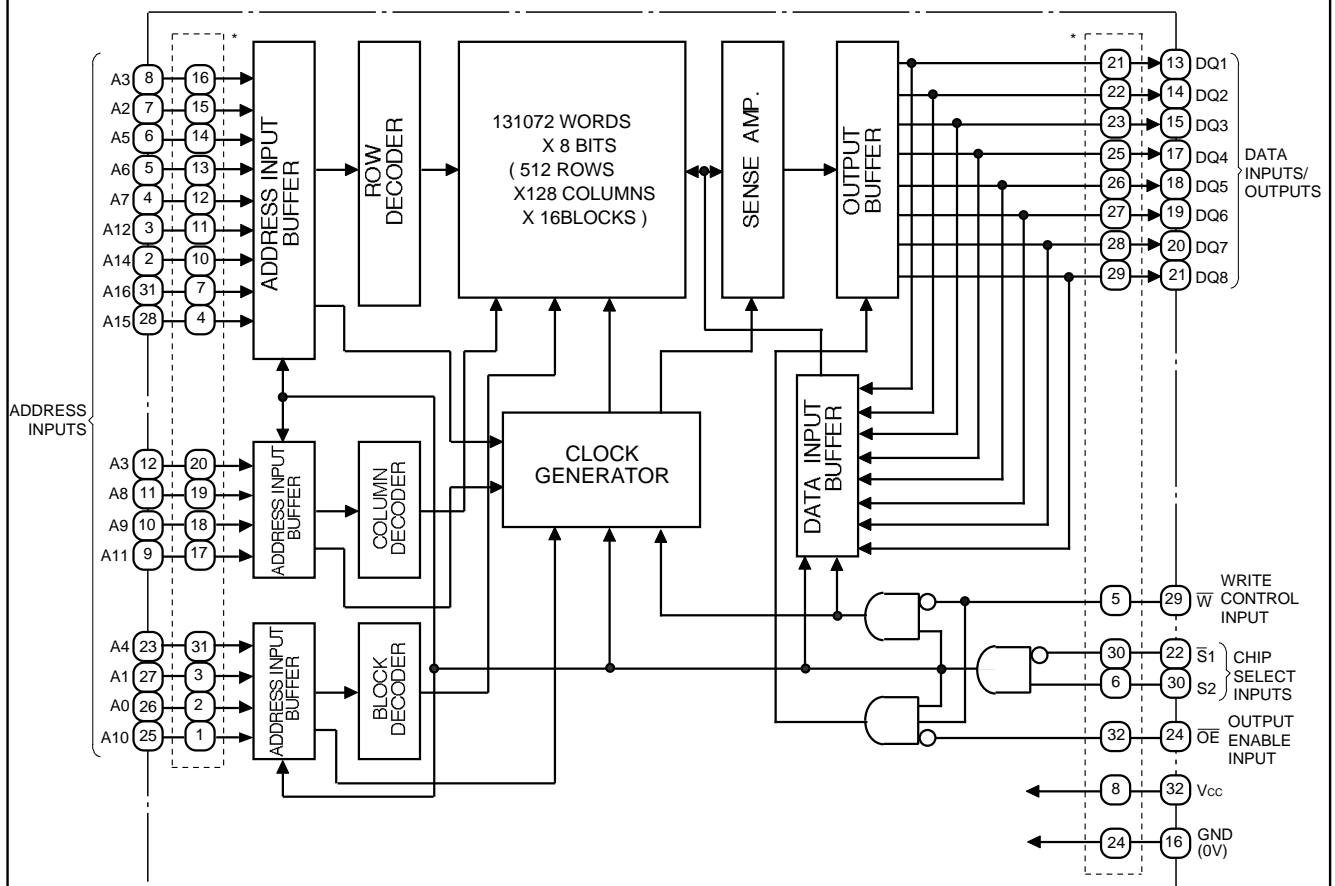 ADDRESS
INPUTS
A3 8 16
A2 7 15
A5 6 14
A6 5 13
A7 4 12
A12 3 11
A14 2 10
A16 31 7
A15 28 4
A3 12 20
A8 11 19
A9 10 18
A11 9 17
A4 23 31
A1 27 3
A0 26 2
A10 25 1
*
ADDRESS INPUT
BUFFER
ROW
DECODER
131072 WORDS
X 8 BITS
( 512 ROWS
X128 COLUMNS
X 16BLOCKS )
SENSE AMP.
OUTPUT
BUFFER
ADDRESS INPUT
BUFFER
COLUMN
DECODER
CLOCK
GENERATOR
DATA INPUT
BUFFER
ADDRESS INPUT
BUFFER
BLOCK
DECODER
*
21 13 DQ1
22 14 DQ2
23 15 DQ3
25 17 DQ4
26 18 DQ5
27 19 DQ6
28 20 DQ7
29 21 DQ8
DATA
INPUTS/
OUTPUTS
5 29 W̅
WRITE
CONTROL
INPUT
30 22 S̅1
6 30 S2
CHIP
SELECT
INPUTS
32 24 O̅E̅
OUTPUT
ENABLE
INPUT
8 32 Vcc
24 16 GND
(0V)